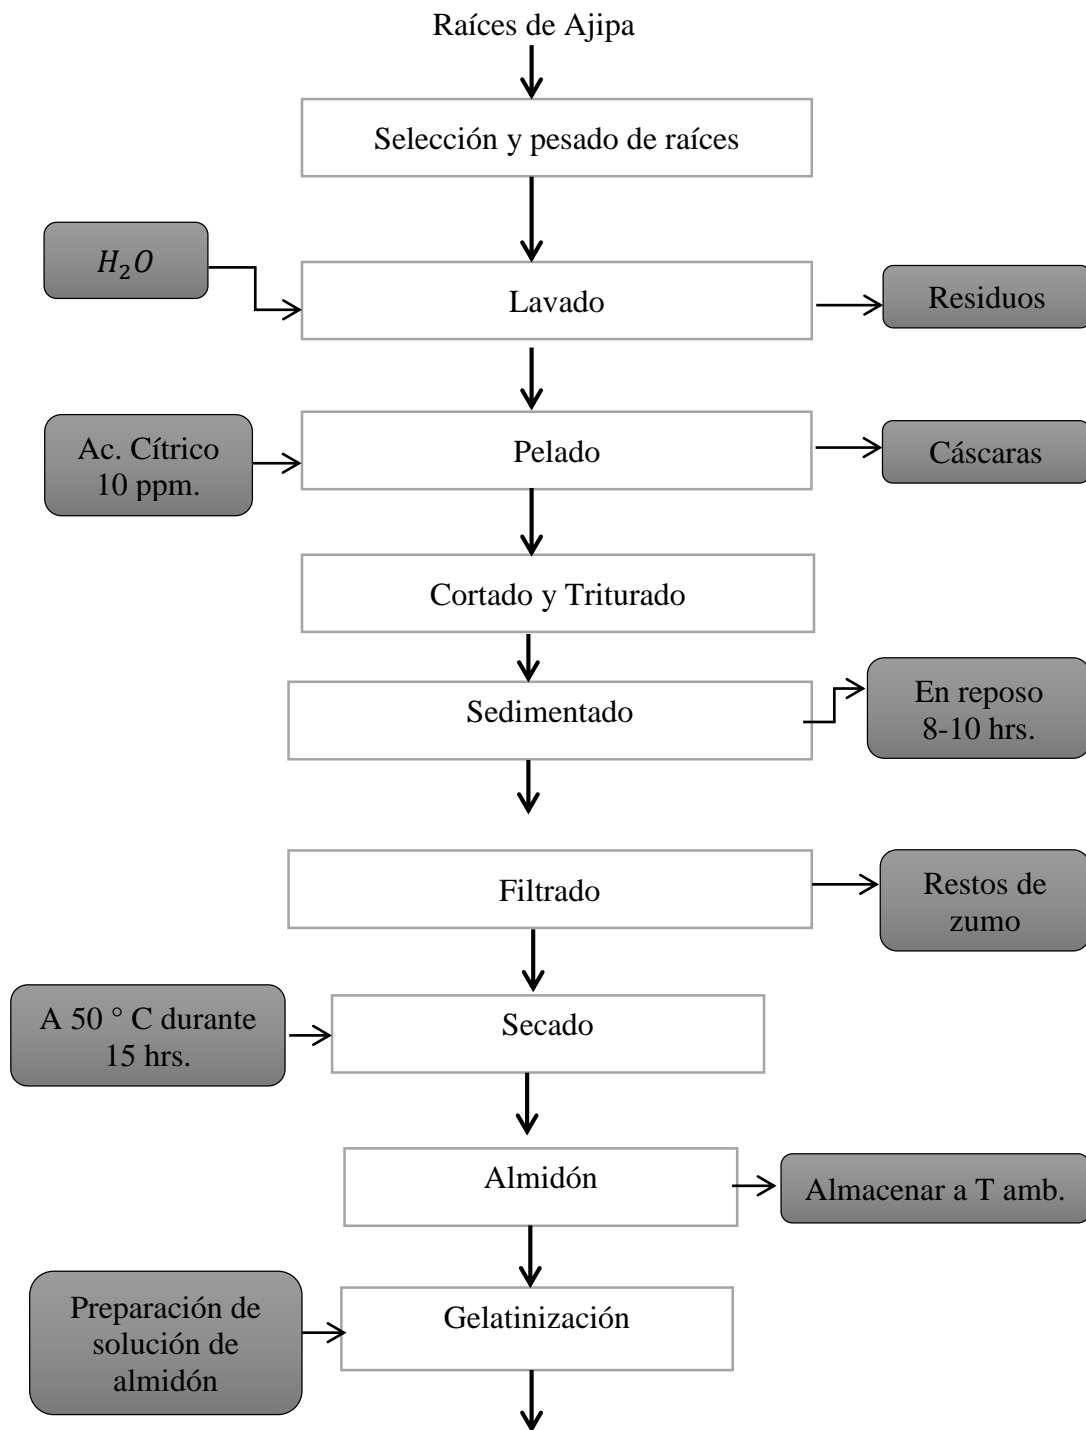 Raíces de Ajipa
Selección y pesado de raíces
H₂O
Lavado
Residuos
Ac. Cítrico
10 ppm.
Pelado
Cáscaras
Cortado y Triturado
Sedimentado
En reposo
8-10 hrs.
Filtrado
Restos de
zumo
A 50 ° C durante
15 hrs.
Secado
Almidón
Almacenar a T amb.
Preparación de
solución de
almidón
Gelatinización